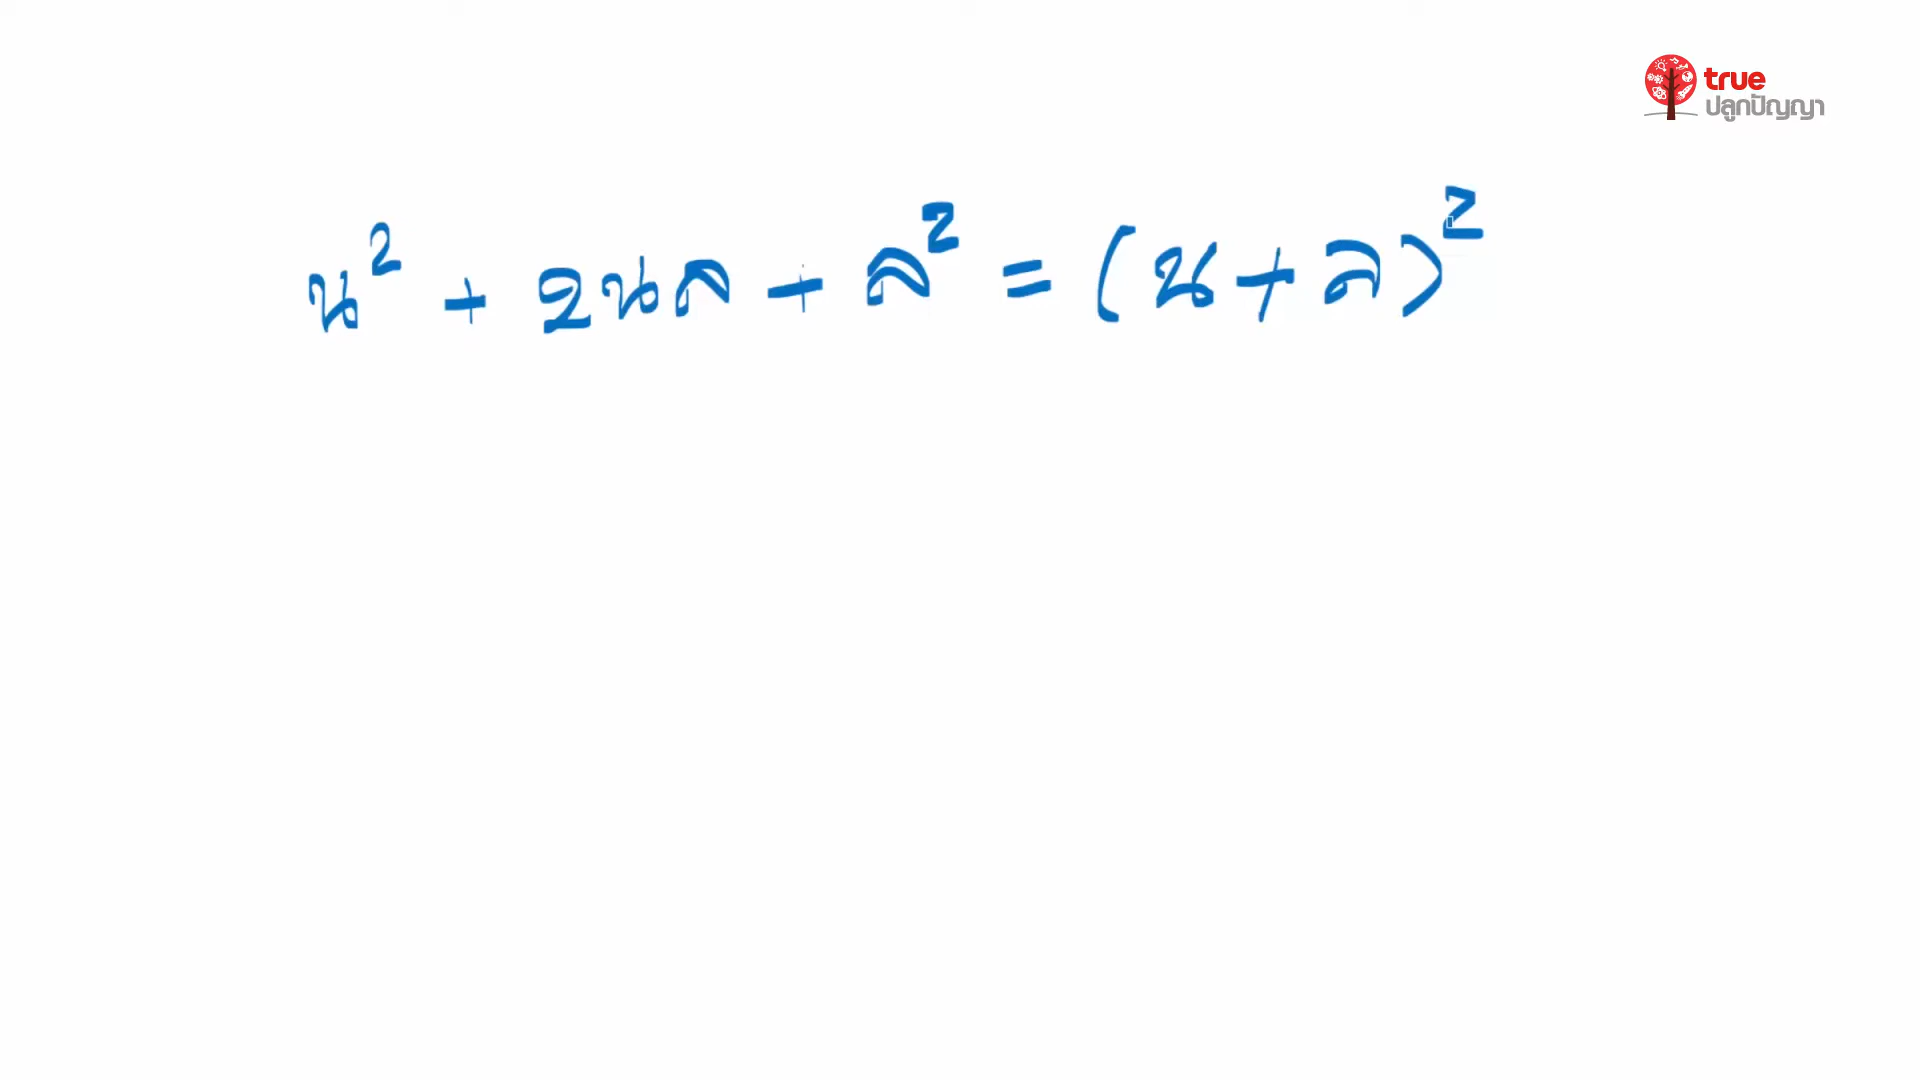 true
ปลูกปัญญา
น² + 2นล + ล² = (น+ล)²